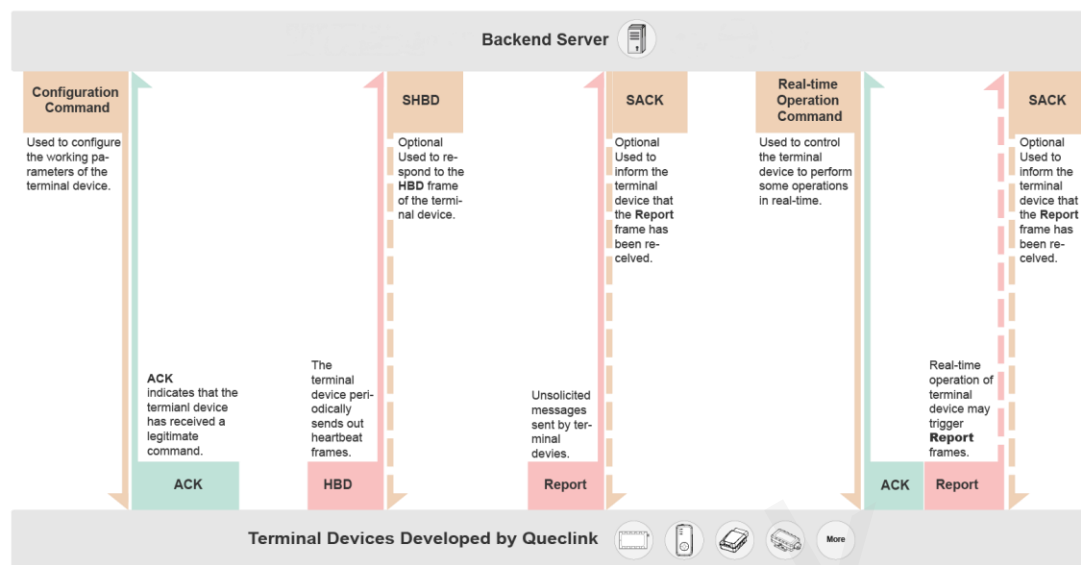 Backend Server
Configuration
Command
Used to configure
the working pa-
rameters of the
terminal device.
SHBD
Optional
Used to re-
spond to the
HBD frame
of the termi-
nal device.
SACK
Optional
Used to
inform the
terminal
device that
the Report
frame has
been re-
celved.
Real-time
Operation
Command
Used to control
the terminal
device to perform
some operations
in real-time.
SACK
Optional
Used to
inform the
terminal
device that
the Report
frame has
been re-
celved.
ACK
indicates that the
termianl device
has received a
legitimate
command.
ACK
The
terminal
device peri-
odically
sends out
heartbeat
frames.
HBD
Unsolicited
messages
sent by ter-
minal
devies.
Report
ACK
Real-time
operation of
terminal
device may
trigger
Report
frames.
Report
Terminal Devices Developed by Queclink
More